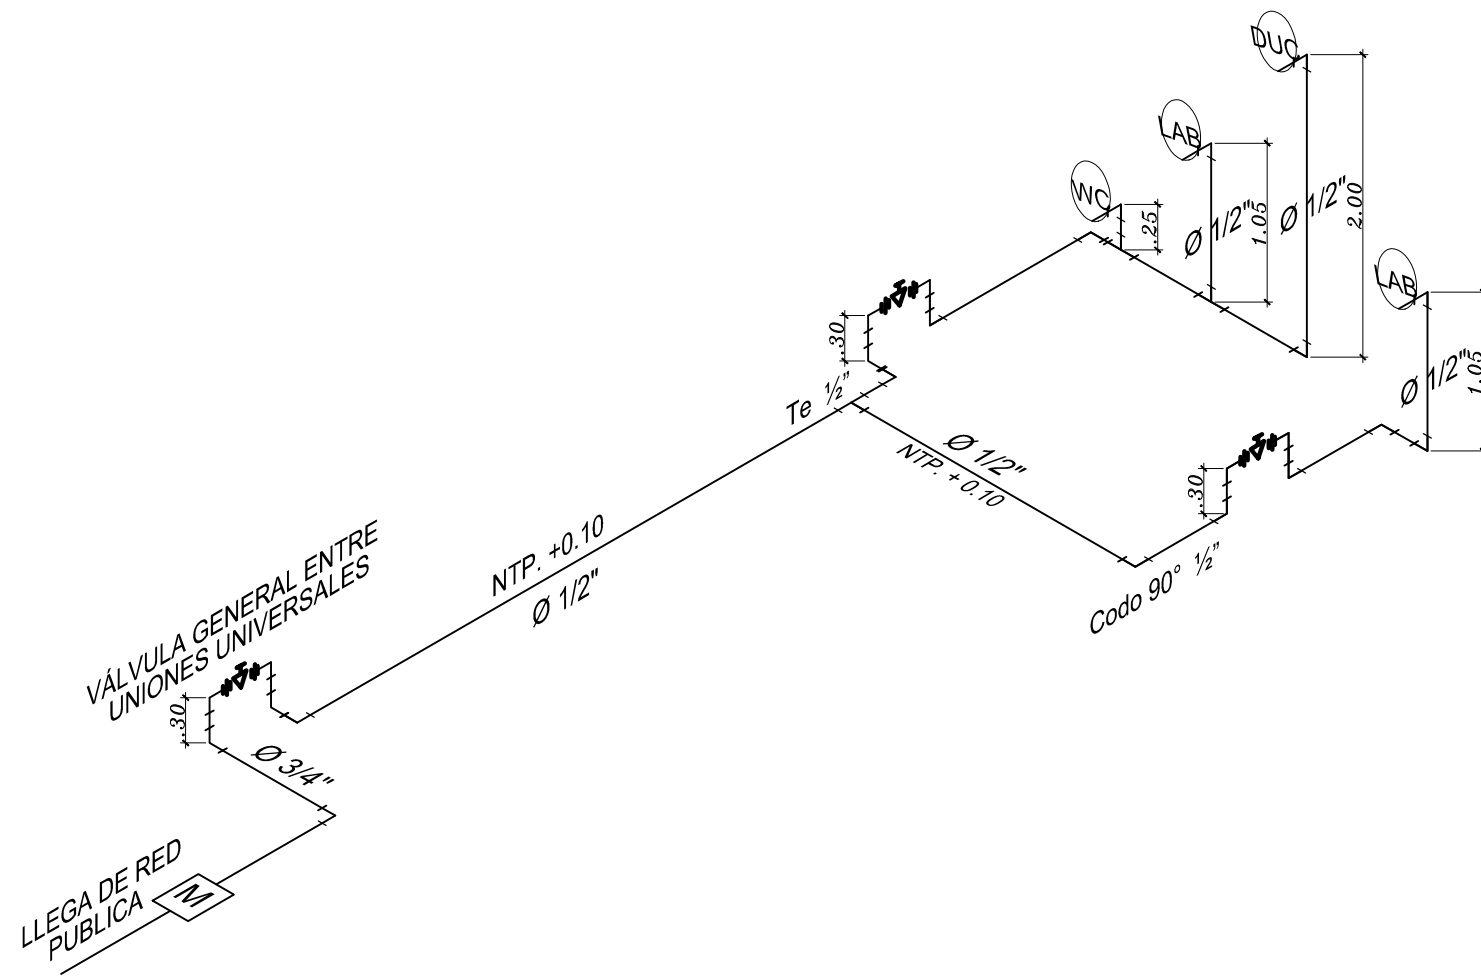 DUC
LAB
WC
Ø 1/2"
1.05
Ø 1/2"
2.00
.25
LAB
.30
Ø 1/2"
1.05
Te ½"
Ø 1/2"
NTP. + 0.10
.30
Codo 90° ½"
NTP. +0.10
Ø 1/2"
VÁLVULA GENERAL ENTRE
UNIONES UNIVERSALES
.30
Ø 3/4"
LLEGA DE RED
PUBLICA
M